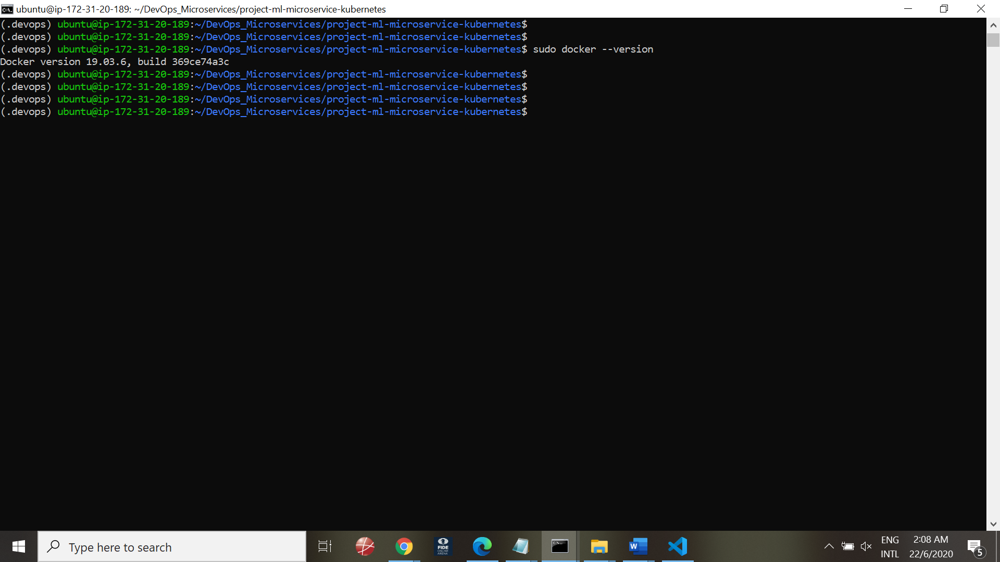 ubuntu@ip-172-31-20-189: ~/DevOps_Microservices/project-ml-microservice-kubernetes
(.devops) ubuntu@ip-172-31-20-189:~/DevOps_Microservices/project-ml-microservice-kubernetes$
(.devops) ubuntu@ip-172-31-20-189:~/DevOps_Microservices/project-ml-microservice-kubernetes$
(.devops) ubuntu@ip-172-31-20-189:~/DevOps_Microservices/project-ml-microservice-kubernetes$ sudo docker --version
Docker version 19.03.6, build 369ce74a3c
(.devops) ubuntu@ip-172-31-20-189:~/DevOps_Microservices/project-ml-microservice-kubernetes$
(.devops) ubuntu@ip-172-31-20-189:~/DevOps_Microservices/project-ml-microservice-kubernetes$
(.devops) ubuntu@ip-172-31-20-189:~/DevOps_Microservices/project-ml-microservice-kubernetes$
(.devops) ubuntu@ip-172-31-20-189:~/DevOps_Microservices/project-ml-microservice-kubernetes$
Type here to search
FIDE
ONLINE
ARENA
W
ENG
INTL
2:08 AM
22/6/2020
5